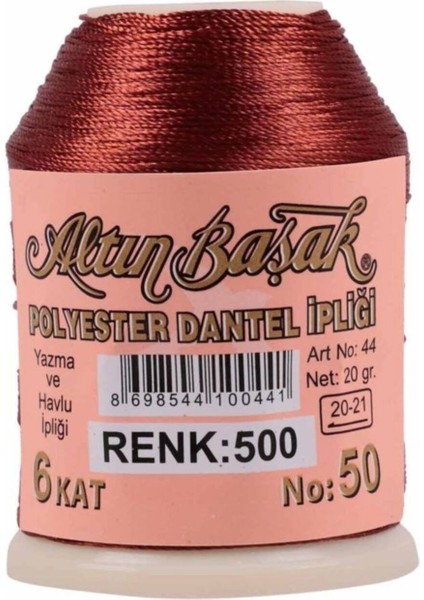 Altın Başak®
POLYESTER DANTEL İPLİĞİ
Yazma
ve
Havlu
İpliği
8 698544 100441
Art No: 44
Net: 20 gr.
20-21
RENK:500
6 KAT
No: 50